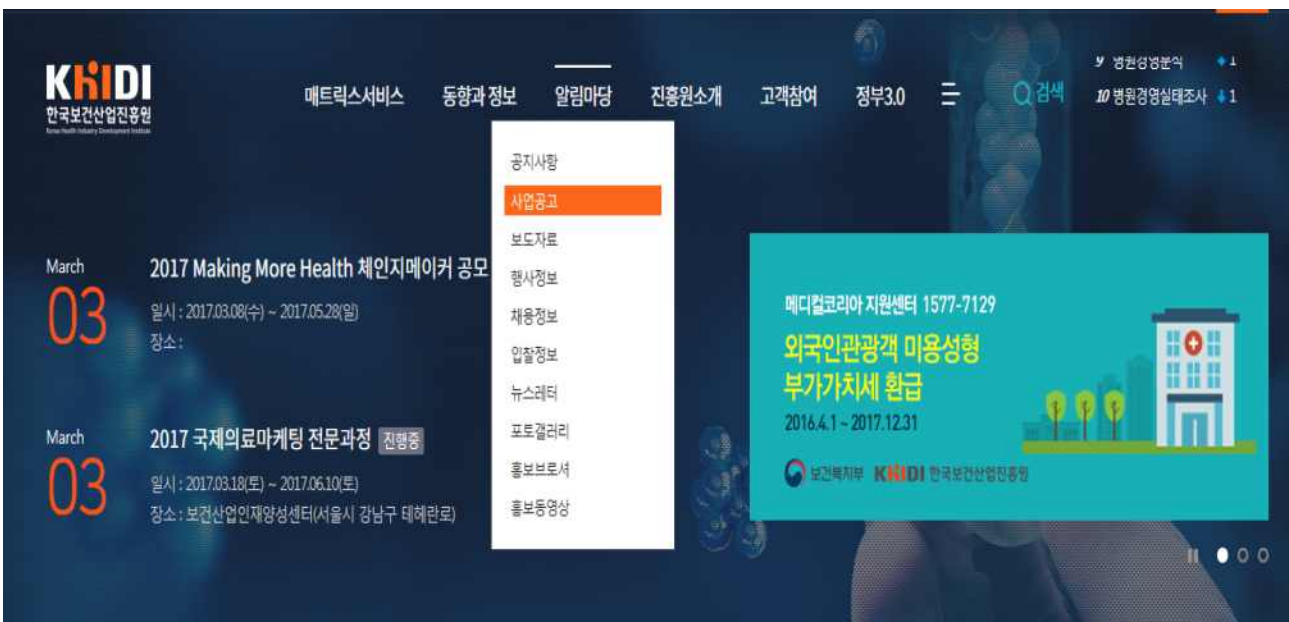 KHIDI
한국보건산업진흥원
Korea Health Industry Development Institute
매트릭스서비스 동향과 정보 알림마당 진흥원소개 고객참여 정부3.0 검색
9 병원경영분석 1
10 병원경영실태조사 1
공지사항
사업공고
보도자료
행사정보
채용정보
입찰정보
뉴스레터
포토갤러리
홍보브로셔
홍보동영상
March
03
2017 Making More Health 체인지메이커 공모
일시 : 2017.03.08(수) ~ 2017.05.28(일)
장소 :
March
03
2017 국제의료마케팅 전문과정 진행중
일시 : 2017.03.18(토) ~ 2017.06.10(토)
장소 : 보건산업인재양성센터(서울시 강남구 테헤란로)
메디컬코리아 지원센터 1577-7129
외국인관광객 미용성형
부가가치세 환급
2016.4.1 ~ 2017.12.31
보건복지부 KHIDI 한국보건산업진흥원